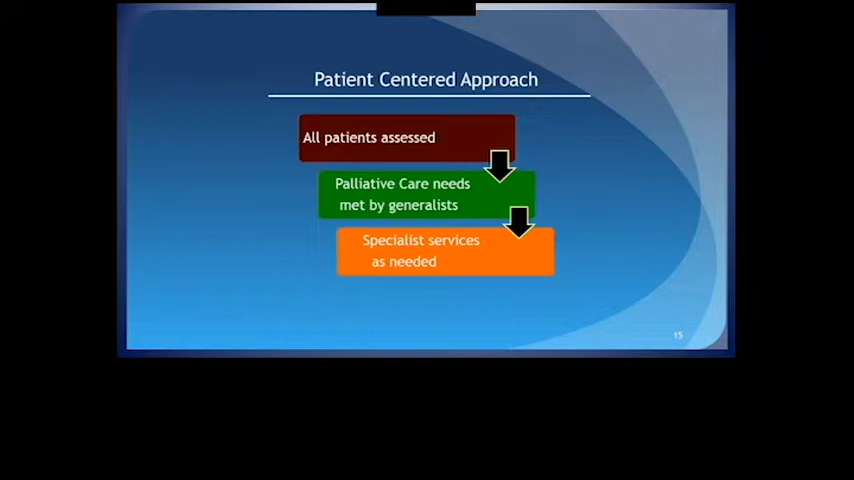 Patient Centered Approach
All patients assessed
Palliative Care needs
met by generalists
Specialist services
as needed
15